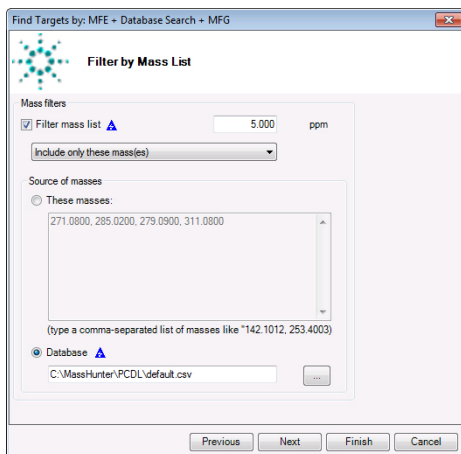 Find Targets by: MFE + Database Search + MFG
Filter by Mass List
Mass filters
Filter mass list 5.000 ppm
Include only these mass(es)
Source of masses
These masses:
271.0800, 285.0200, 279.0900, 311.0800
(type a comma-separated list of masses like "142.1012, 253.4003)
Database
C:\MassHunter\PCDL\default.csv
...
Previous Next Finish Cancel